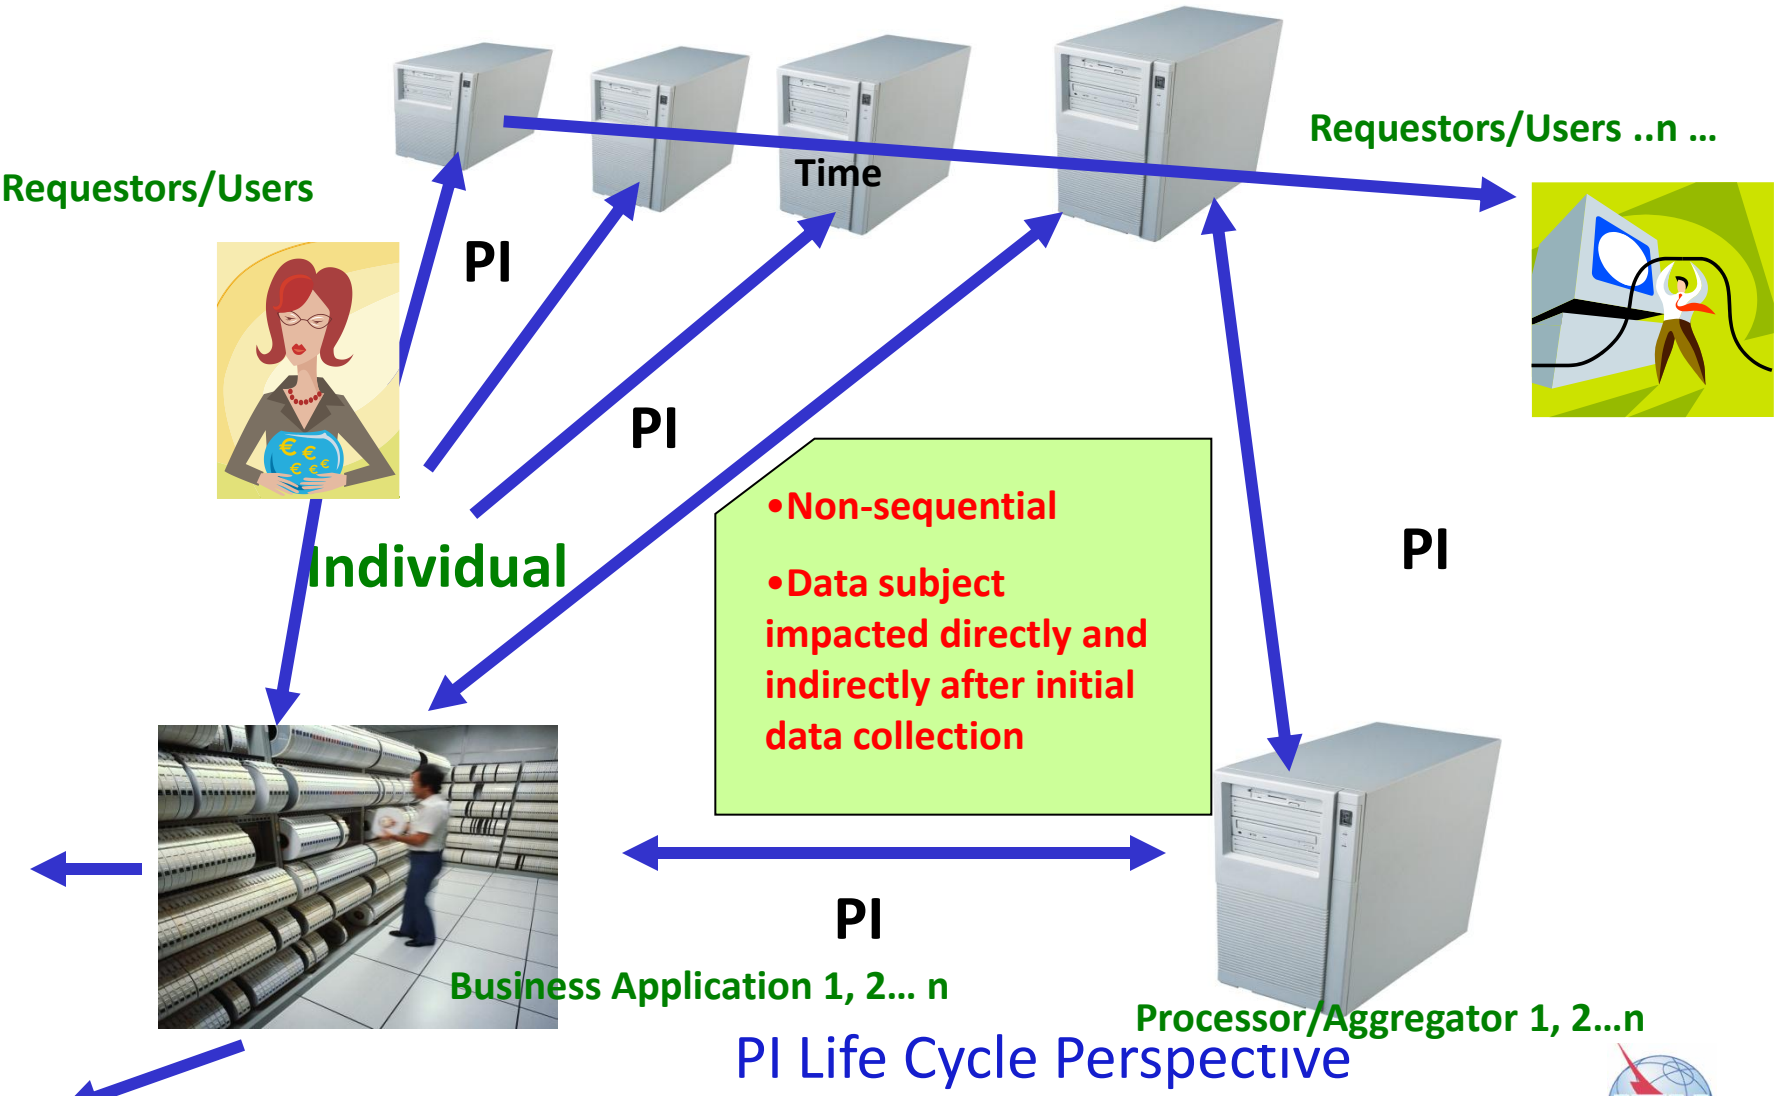 Requestors/Users ..n ...
Time
Requestors/Users
PI
PI
•Non-sequential
•Data subject
impacted directly and
indirectly after initial
data collection
PI
Individual
PI
Business Application 1, 2... n
Processor/Aggregator 1, 2...n
PI Life Cycle Perspective